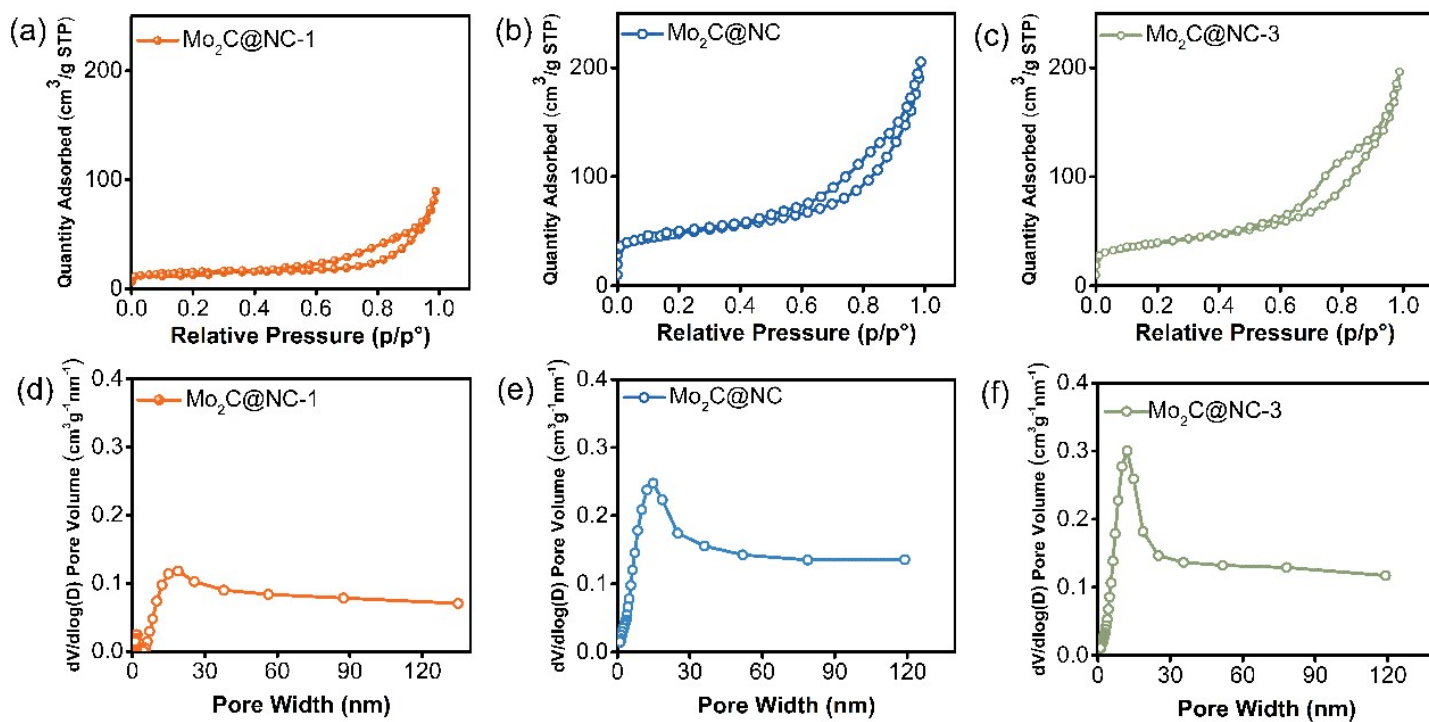 (a)
Mo₂C@NC-1
Quantity Adsorbed (cm³/g STP)
200
100
0
0.0 0.2 0.4 0.6 0.8 1.0
Relative Pressure (p/p°)
(b)
Mo₂C@NC
Quantity Adsorbed (cm³/g STP)
200
100
0
0.0 0.2 0.4 0.6 0.8 1.0
Relative Pressure (p/p°)
(c)
Mo₂C@NC-3
Quantity Adsorbed (cm³/g STP)
200
100
0
0.0 0.2 0.4 0.6 0.8 1.0
Relative Pressure (p/p°)
(d)
Mo₂C@NC-1
dV/dlog(D) Pore Volume (cm³g⁻¹nm⁻¹)
0.4
0.3
0.2
0.1
0.0
0 30 60 90 120
Pore Width (nm)
(e)
Mo₂C@NC
dV/dlog(D) Pore Volume (cm³g⁻¹nm⁻¹)
0.4
0.3
0.2
0.1
0.0
0 30 60 90 120
Pore Width (nm)
(f)
Mo₂C@NC-3
dV/dlog(D) Pore Volume (cm³g⁻¹nm⁻¹)
0.4
0.3
0.2
0.1
0.0
0 30 60 90 120
Pore Width (nm)